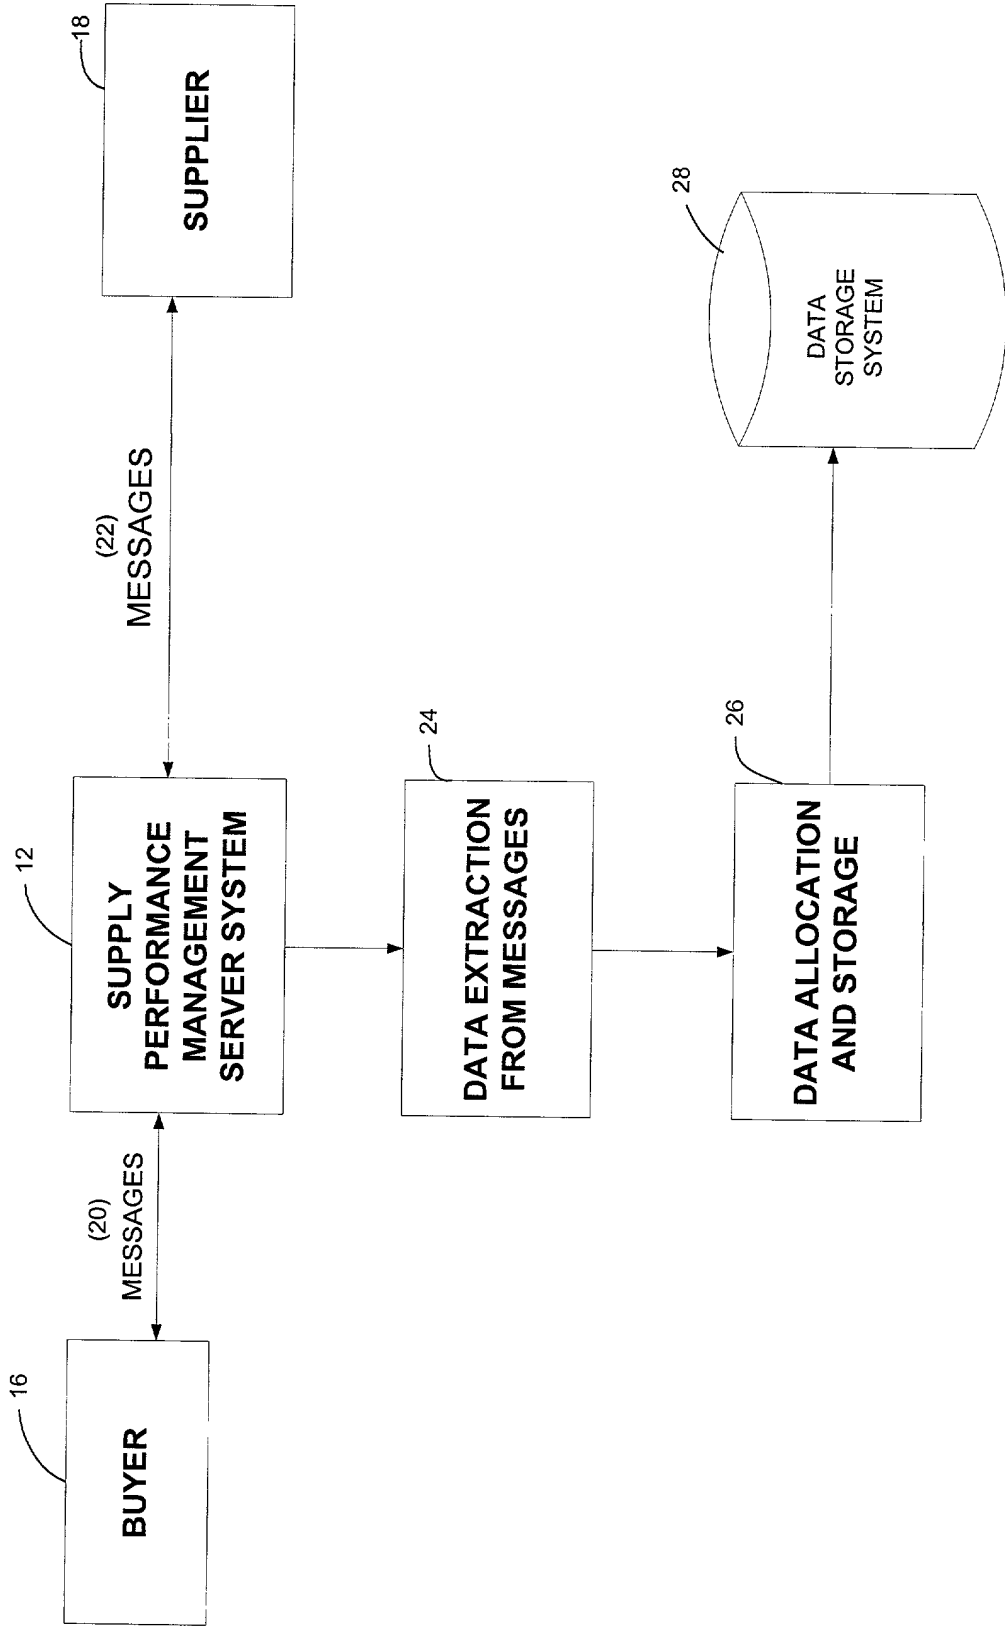 16
BUYER
(20)
MESSAGES
12
SUPPLY
PERFORMANCE
MANAGEMENT
SERVER SYSTEM
(22)
MESSAGES
18
SUPPLIER
24
DATA EXTRACTION
FROM MESSAGES
26
DATA ALLOCATION
AND STORAGE
28
DATA
STORAGE
SYSTEM